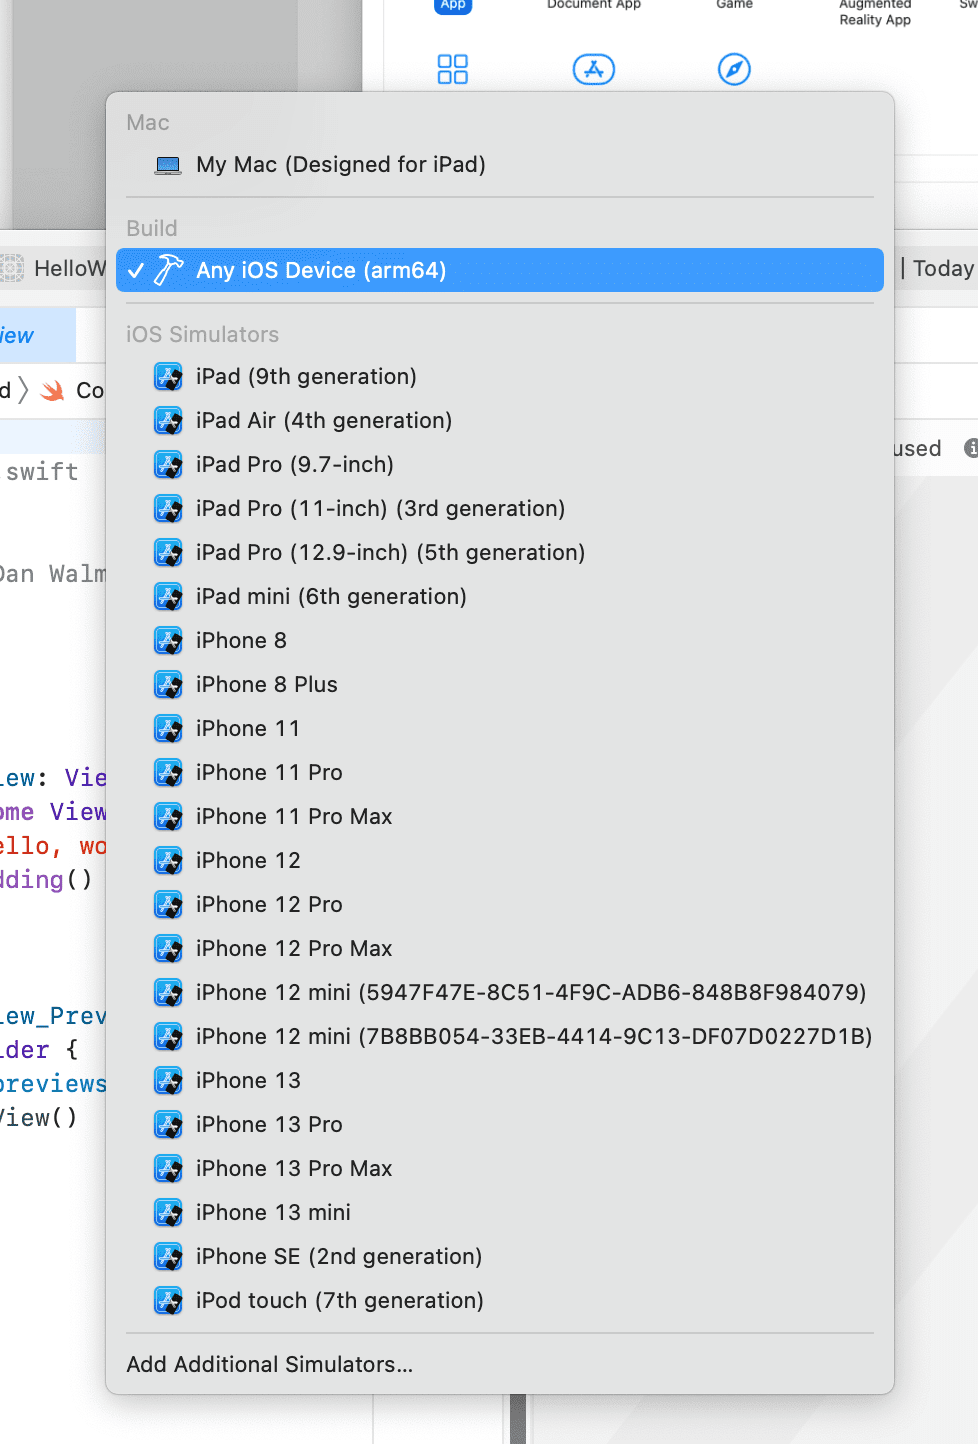 App
Document App
Game
Augmented
Reality App
Mac
My Mac (Designed for iPad)
Build
Any iOS Device (arm64)
| Today
iOS Simulators
iPad (9th generation)
iPad Air (4th generation)
iPad Pro (9.7-inch)
iPad Pro (11-inch) (3rd generation)
iPad Pro (12.9-inch) (5th generation)
iPad mini (6th generation)
iPhone 8
iPhone 8 Plus
iPhone 11
iPhone 11 Pro
iPhone 11 Pro Max
iPhone 12
iPhone 12 Pro
iPhone 12 Pro Max
iPhone 12 mini (5947F47E-8C51-4F9C-ADB6-848B8F984079)
iPhone 12 mini (7B8BB054-33EB-4414-9C13-DF07D0227D1B)
iPhone 13
iPhone 13 Pro
iPhone 13 Pro Max
iPhone 13 mini
iPhone SE (2nd generation)
iPod touch (7th generation)
Add Additional Simulators...
HelloW
iew
d
Co
used
.swift
Dan Walm
iew: Vie
ome View
ello, wo
dding()
iew_Prev
ider {
previews
View()